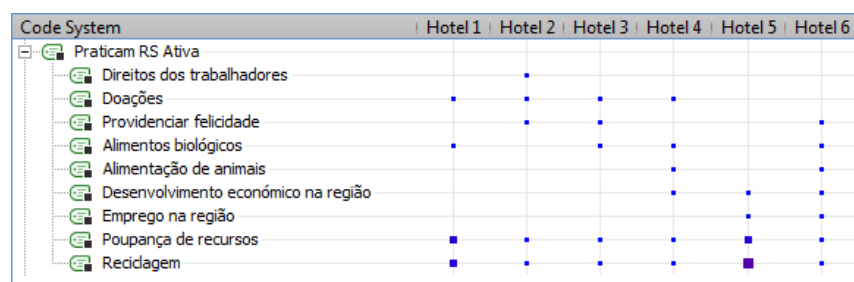 Code System Hotel 1 Hotel 2 Hotel 3 Hotel 4 Hotel 5 Hotel 6
Praticam RS Ativa
Direitos dos trabalhadores
Doações
Providenciar felicidade
Alimentos biológicos
Alimentação de animais
Desenvolvimento económico na região
Emprego na região
Poupança de recursos
Reciclagem